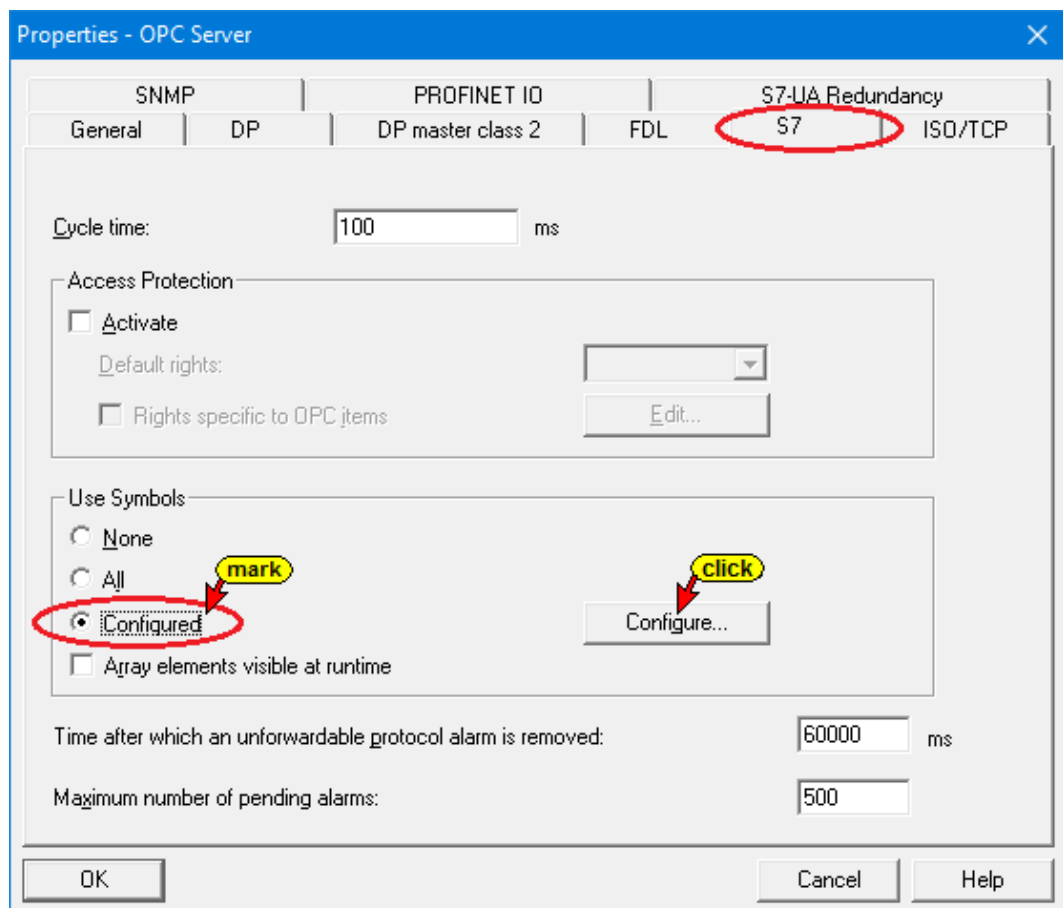 Properties - OPC Server
SNMP PROFINET IO S7-UA Redundancy
General DP DP master class 2 FDL S7 ISO/TCP
Cycle time: 100 ms
Access Protection
Activate
Default rights:
Rights specific to OPC items Edit...
Use Symbols
None
All mark click
Configured Configure...
Array elements visible at runtime
Time after which an unforwardable protocol alarm is removed: 60000 ms
Maximum number of pending alarms: 500
OK Cancel Help